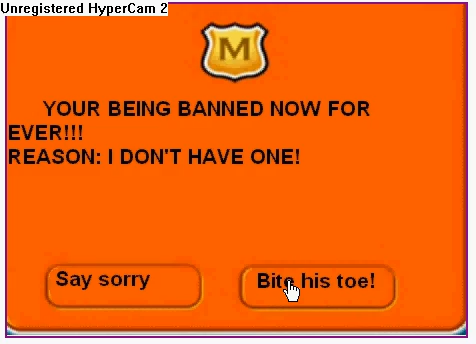 Unregistered HyperCam 2
M
YOUR BEING BANNED NOW FOR
EVER!!!
REASON: I DON'T HAVE ONE!
Say sorry
Bite his toe!